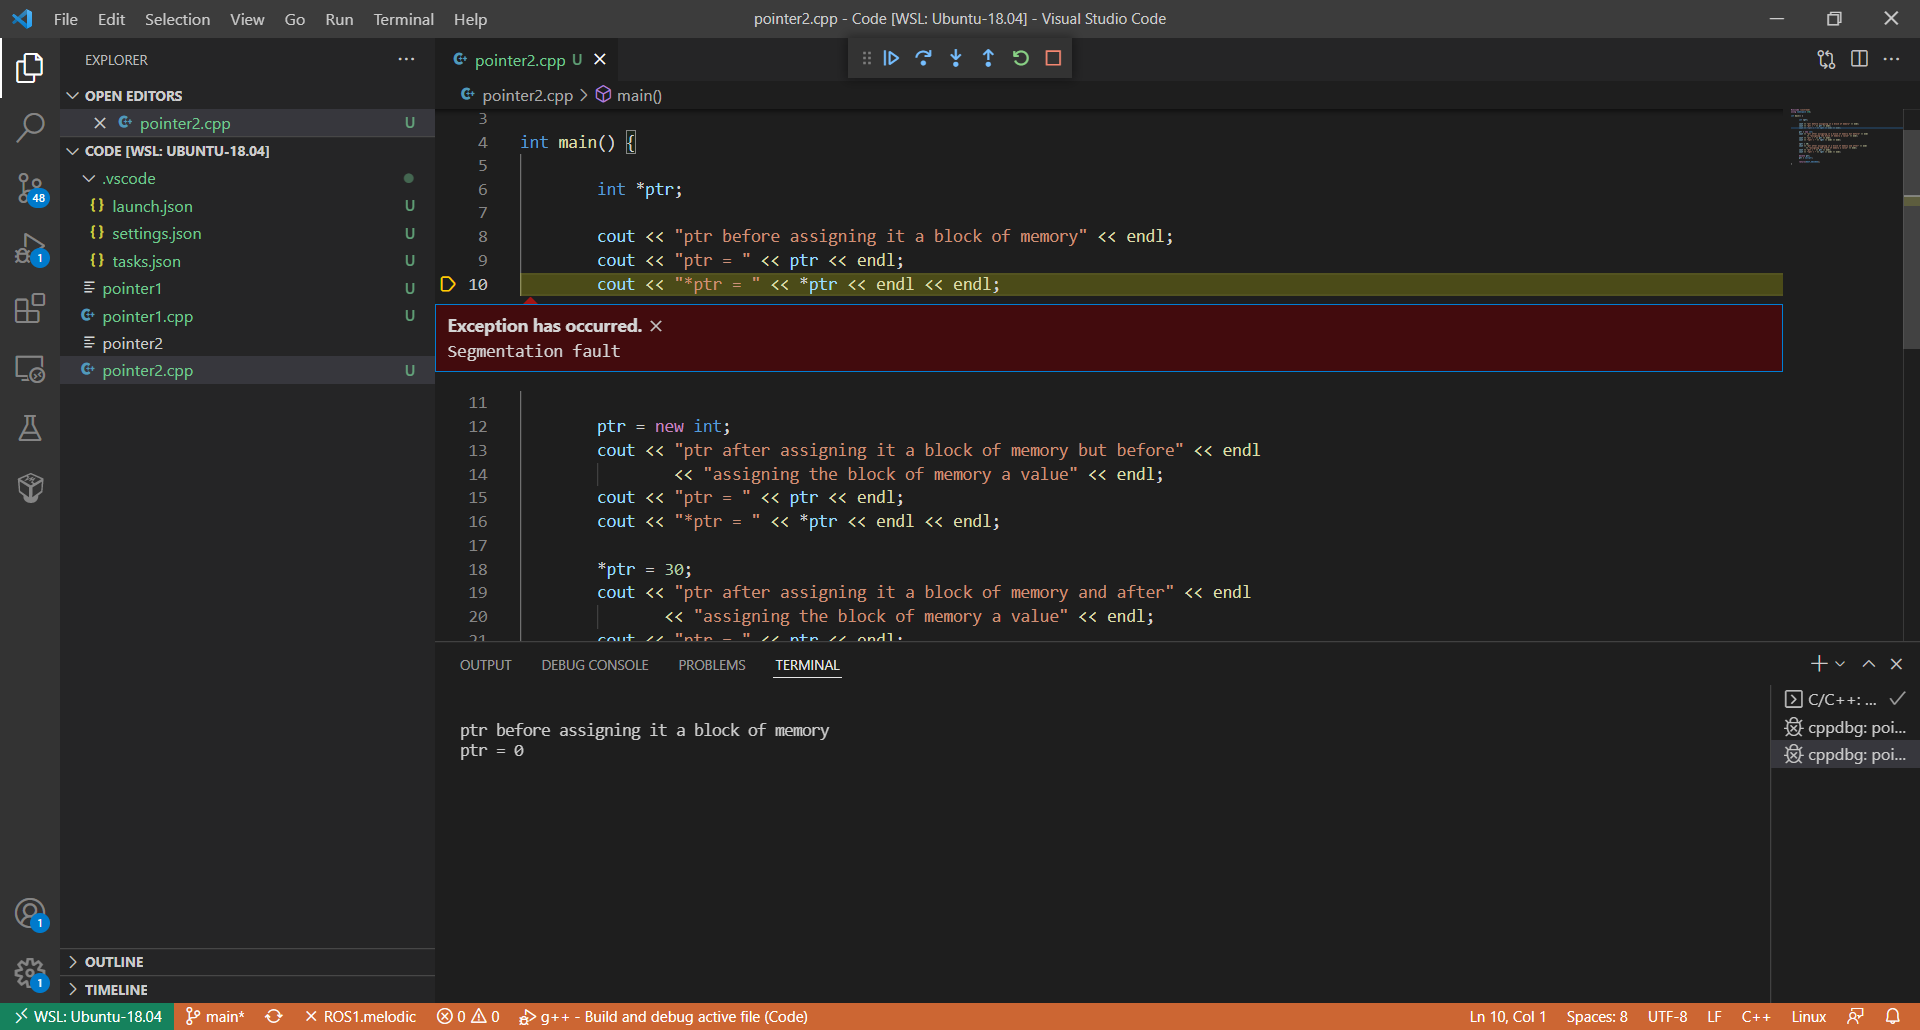 File Edit Selection View Go Run Terminal Help
pointer2.cpp - Code [WSL: Ubuntu-18.04] - Visual Studio Code
EXPLORER
OPEN EDITORS
pointer2.cpp U
CODE [WSL: UBUNTU-18.04]
.vscode
launch.json U
settings.json U
tasks.json U
pointer1 U
pointer1.cpp U
pointer2
pointer2.cpp U
OUTLINE
TIMELINE
48
1
1
1
pointer2.cpp U
pointer2.cpp > main()
3
4 int main() {
5
6 int *ptr;
7
8 cout << "ptr before assigning it a block of memory" << endl;
9 cout << "ptr = " << ptr << endl;
10 cout << "*ptr = " << *ptr << endl << endl;
Exception has occurred.
Segmentation fault
11
12 ptr = new int;
13 cout << "ptr after assigning it a block of memory but before" << endl
14 << "assigning the block of memory a value" << endl;
15 cout << "ptr = " << ptr << endl;
16 cout << "*ptr = " << *ptr << endl << endl;
17
18 *ptr = 30;
19 cout << "ptr after assigning it a block of memory and after" << endl
20 << "assigning the block of memory a value" << endl;
21 cout << "ptr = " << ptr << endl;
OUTPUT DEBUG CONSOLE PROBLEMS TERMINAL
ptr before assigning it a block of memory
ptr = 0
C/C++: ...
cppdbg: poi...
cppdbg: poi...
WSL: Ubuntu-18.04 main* ROS1.melodic 0 0 g++ - Build and debug active file (Code) Ln 10, Col 1 Spaces: 8 UTF-8 LF C++ Linux